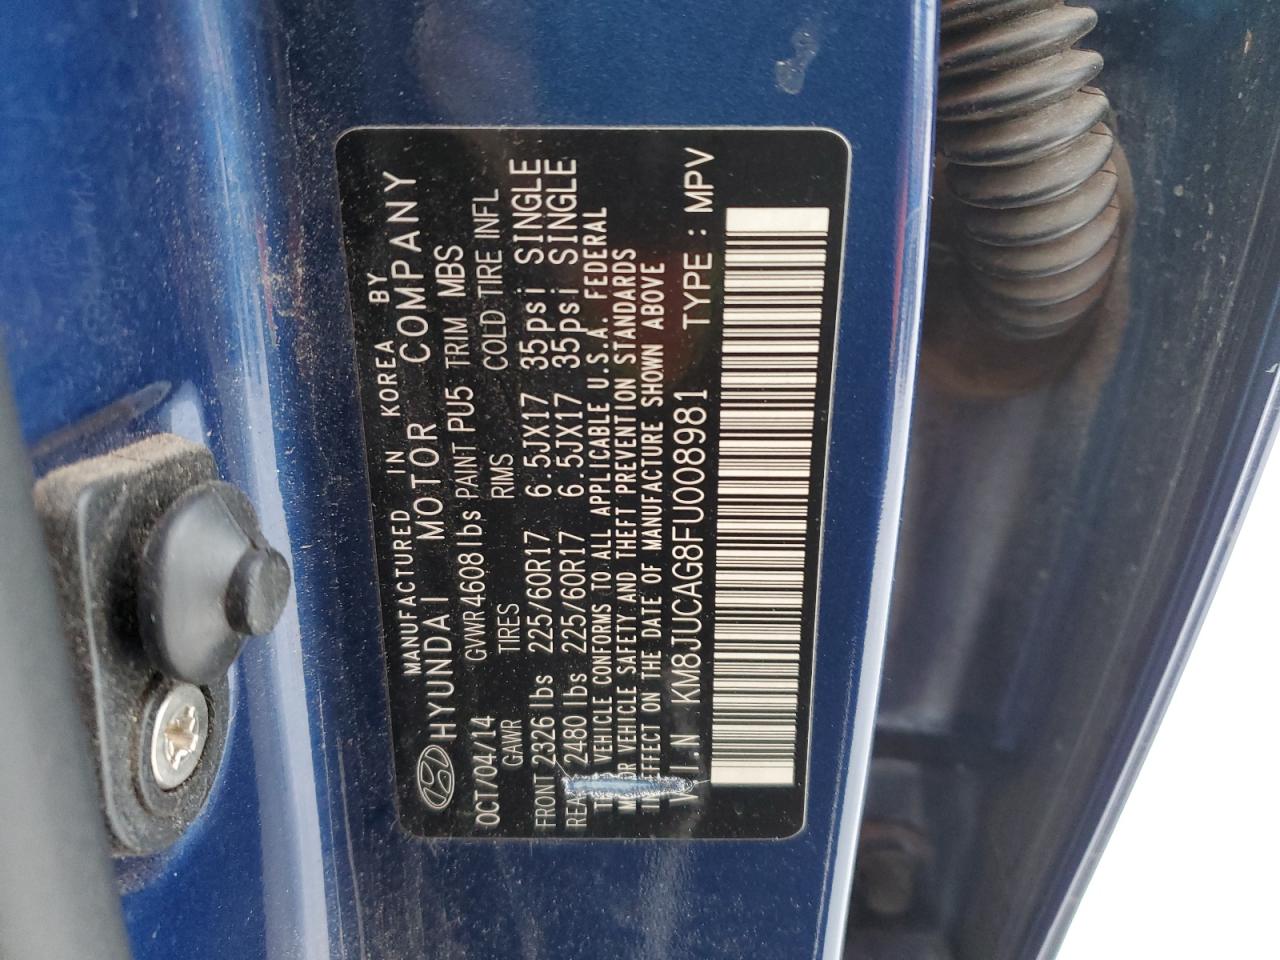 MANUFACTURED IN KOREA BY
HYUNDAI MOTOR COMPANY
OCT/04/14 GVWR 4608 lbs PAINT PU5 TRIM MBS
GAWR TIRES RIMS COLD TIRE INFL
FRONT 2326 lbs 225/60R17 6.5JX17 35psi SINGLE
2480 lbs 225/60R17 6.5JX17 35psi SINGLE
VEHICLE CONFORMS TO ALL APPLICABLE U.S.A. FEDERAL
VEHICLE SAFETY AND THEFT PREVENTION STANDARDS
EFFECT ON THE DATE OF MANUFACTURE SHOWN ABOVE
V.I.N KM8JUCAG8FU008981 TYPE : MPV